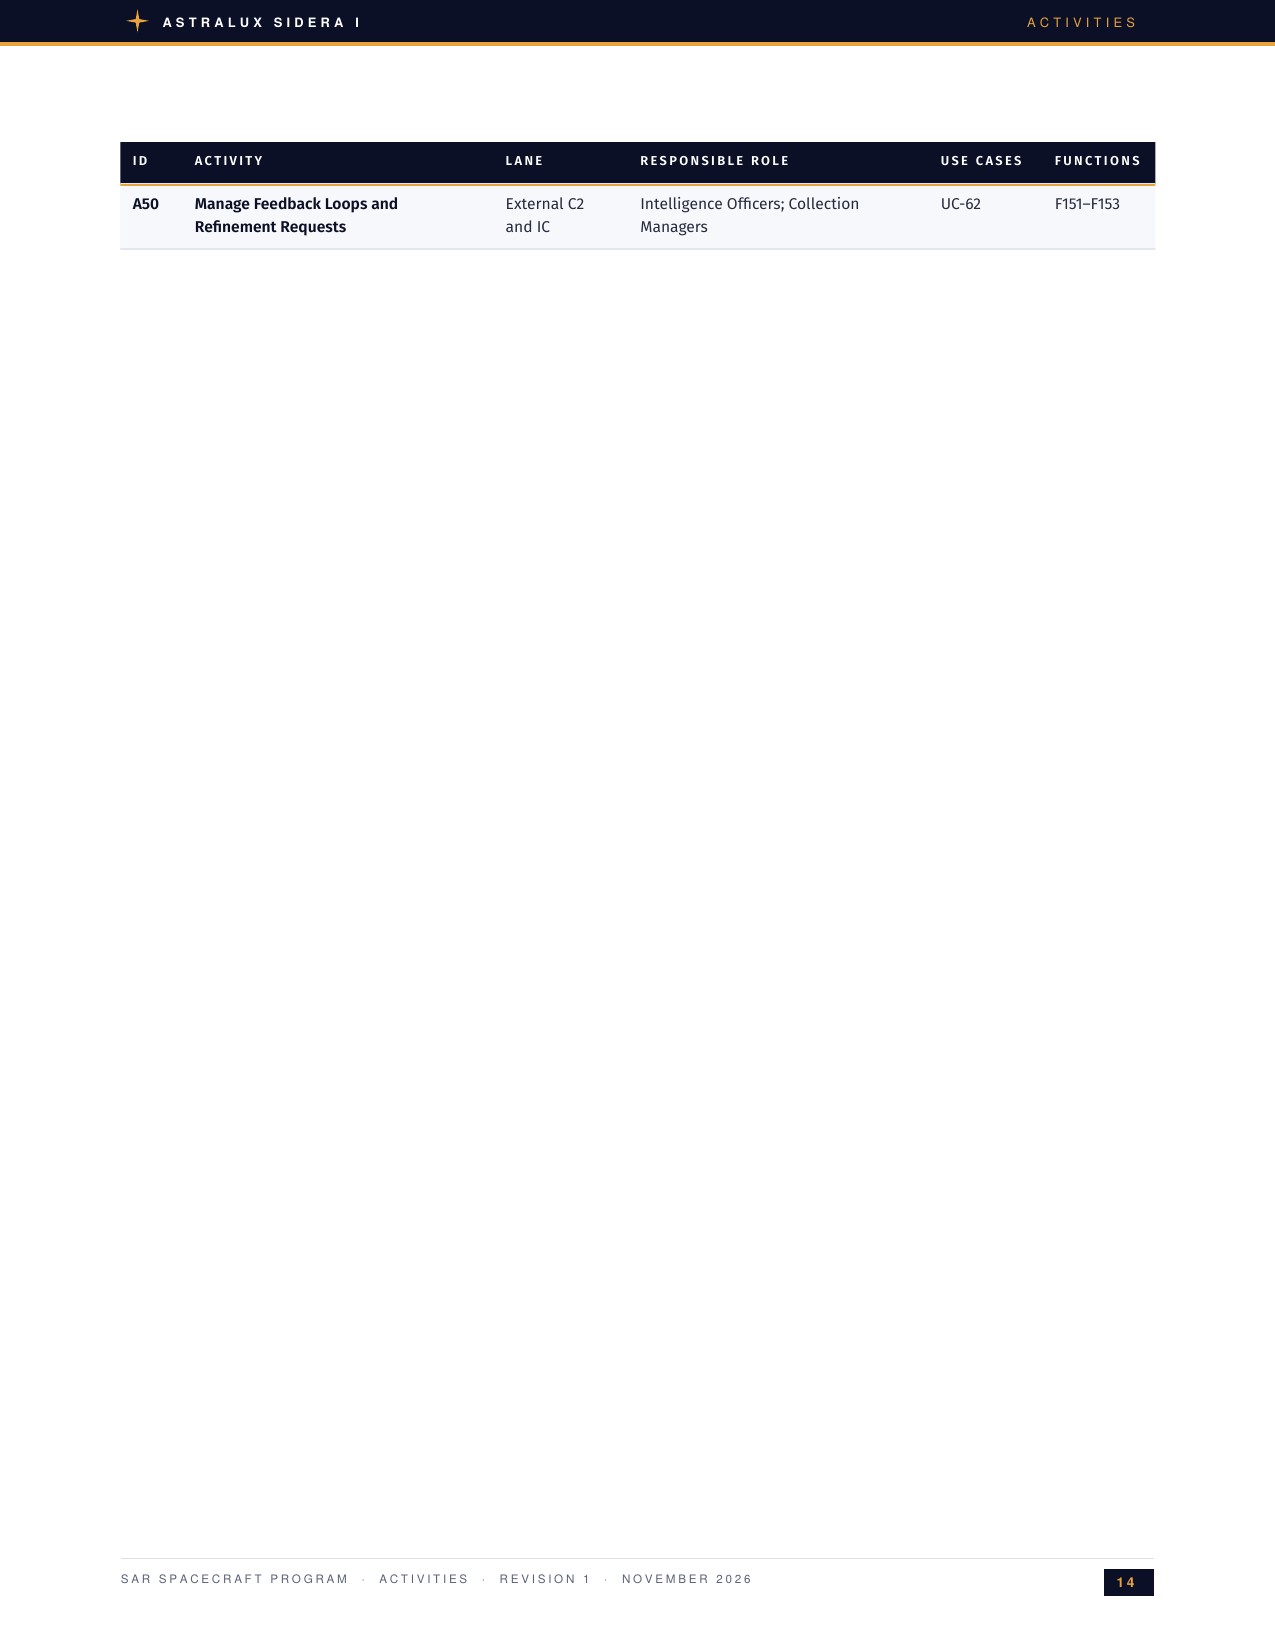 ASTRALUX SIDERA I
ACTIVITIES
ID ACTIVITY LANE RESPONSIBLE ROLE USE CASES FUNCTIONS
A50 Manage Feedback Loops and External C2 Intelligence Officers; Collection UC-62 F151–F153
Refinement Requests and IC Managers
SAR SPACECRAFT PROGRAM · ACTIVITIES · REVISION 1 · NOVEMBER 2026
14